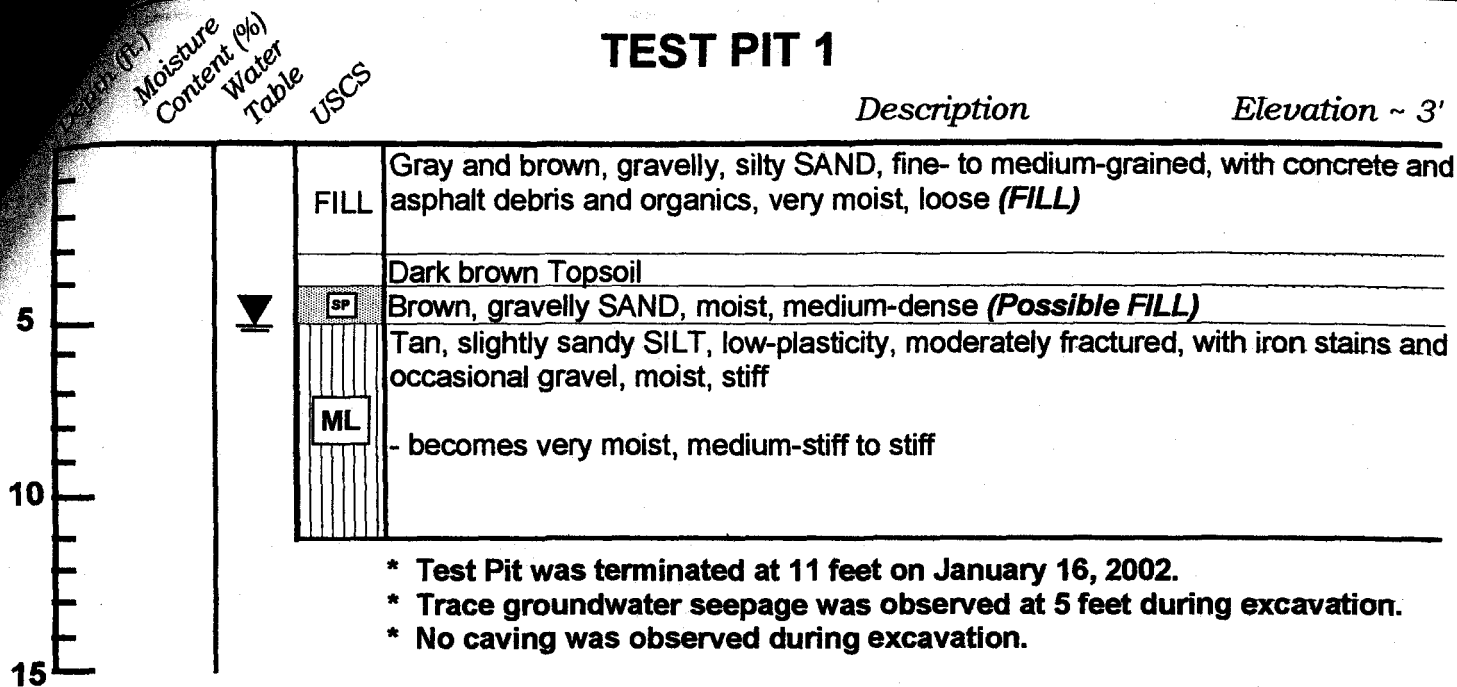 TEST PIT 1
Depth (ft.)
Moisture
Content (%)
Water
Table
USCS
Description
Elevation ~ 3'
Gray and brown, gravelly, silty SAND, fine- to medium-grained, with concrete and
FILL asphalt debris and organics, very moist, loose (FILL)
Dark brown Topsoil
SP Brown, gravelly SAND, moist, medium-dense (Possible FILL)
5
Tan, slightly sandy SILT, low-plasticity, moderately fractured, with iron stains and
occasional gravel, moist, stiff
ML
- becomes very moist, medium-stiff to stiff
10
* Test Pit was terminated at 11 feet on January 16, 2002.
* Trace groundwater seepage was observed at 5 feet during excavation.
* No caving was observed during excavation.
15